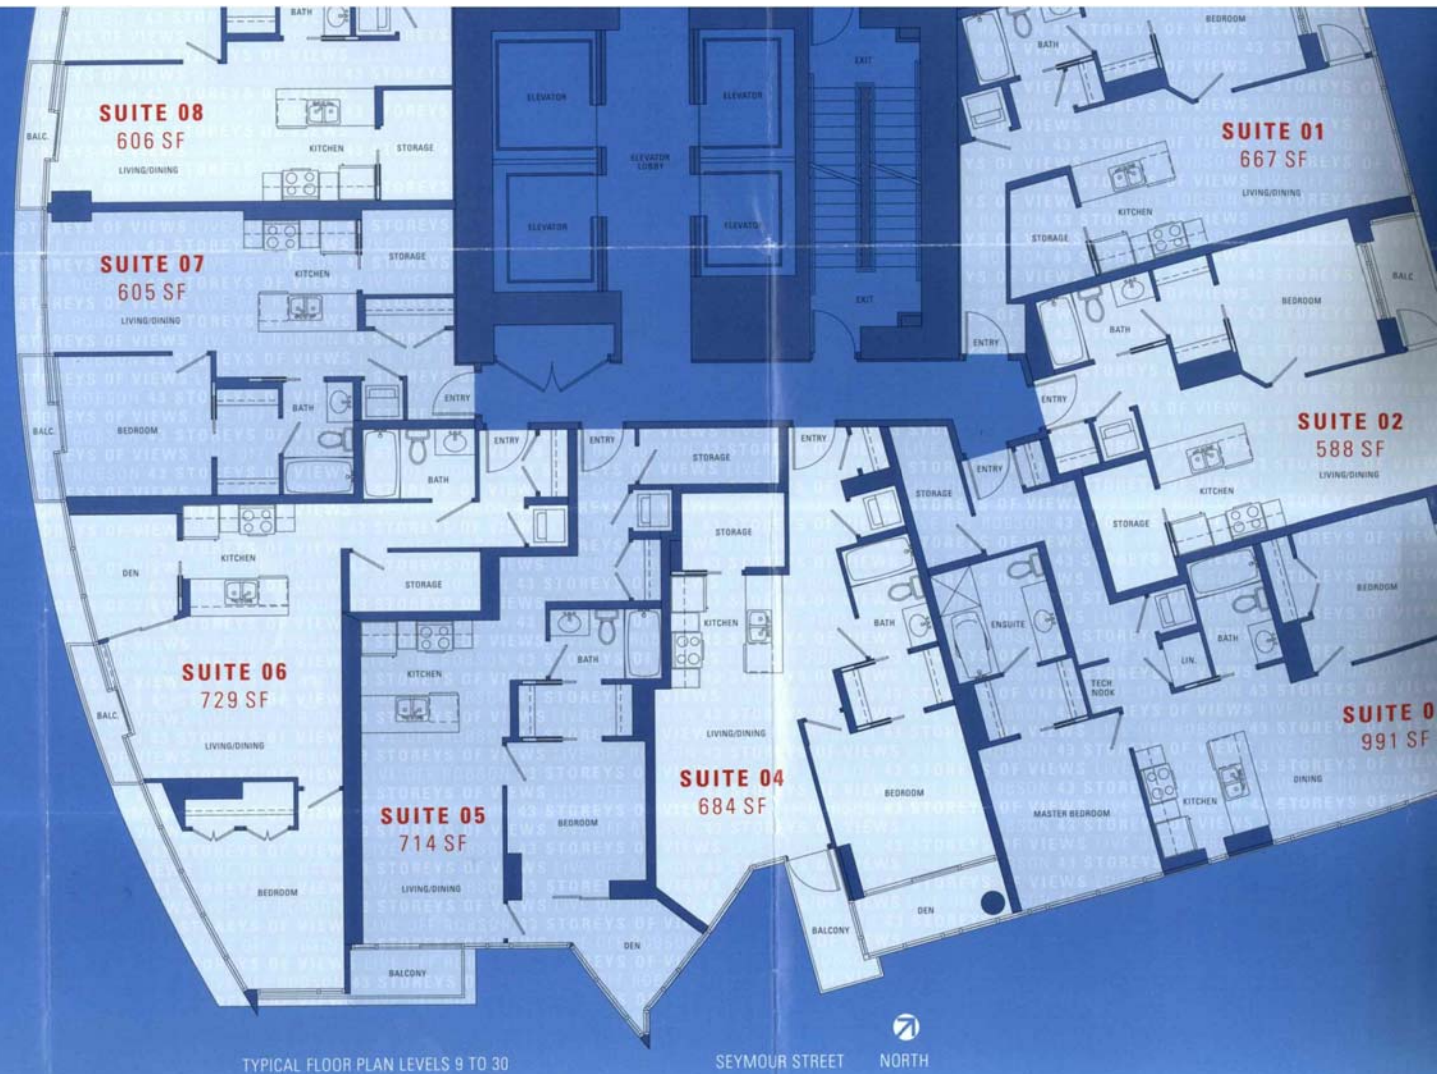 BATH
BEDROOM
BATH
EXIT
ELEVATOR
ELEVATOR
SUITE 08
606 SF
BALC.
KITCHEN
STORAGE
LIVING/DINING
ELEVATOR
LOBBY
SUITE 01
667 SF
LIVING/DINING
KITCHEN
STORAGE
ELEVATOR
ELEVATOR
SUITE 07
605 SF
STORAGE
KITCHEN
LIVING/DINING
EXIT
BALC.
BEDROOM
BATH
ENTRY
BATH
ENTRY
ENTRY
BALC.
BEDROOM
SUITE 02
588 SF
LIVING/DINING
ENTRY
ENTRY
ENTRY
ENTRY
STORAGE
BATH
STORAGE
KITCHEN
STORAGE
DEN
KITCHEN
STORAGE
STORAGE
KITCHEN
BATH
ENSUITE
BATH
BEDROOM
LIN.
TECH
NOOK
BATH
SUITE 06
729 SF
KITCHEN
BALC.
LIVING/DINING
LIVING/DINING
SUITE 0
991 SF
DINING
SUITE 04
684 SF
BEDROOM
KITCHEN
MASTER BEDROOM
SUITE 05
714 SF
BEDROOM
LIVING/DINING
BEDROOM
DEN
BALCONY
DEN
BALCONY
TYPICAL FLOOR PLAN LEVELS 9 TO 30
SEYMOUR STREET
NORTH